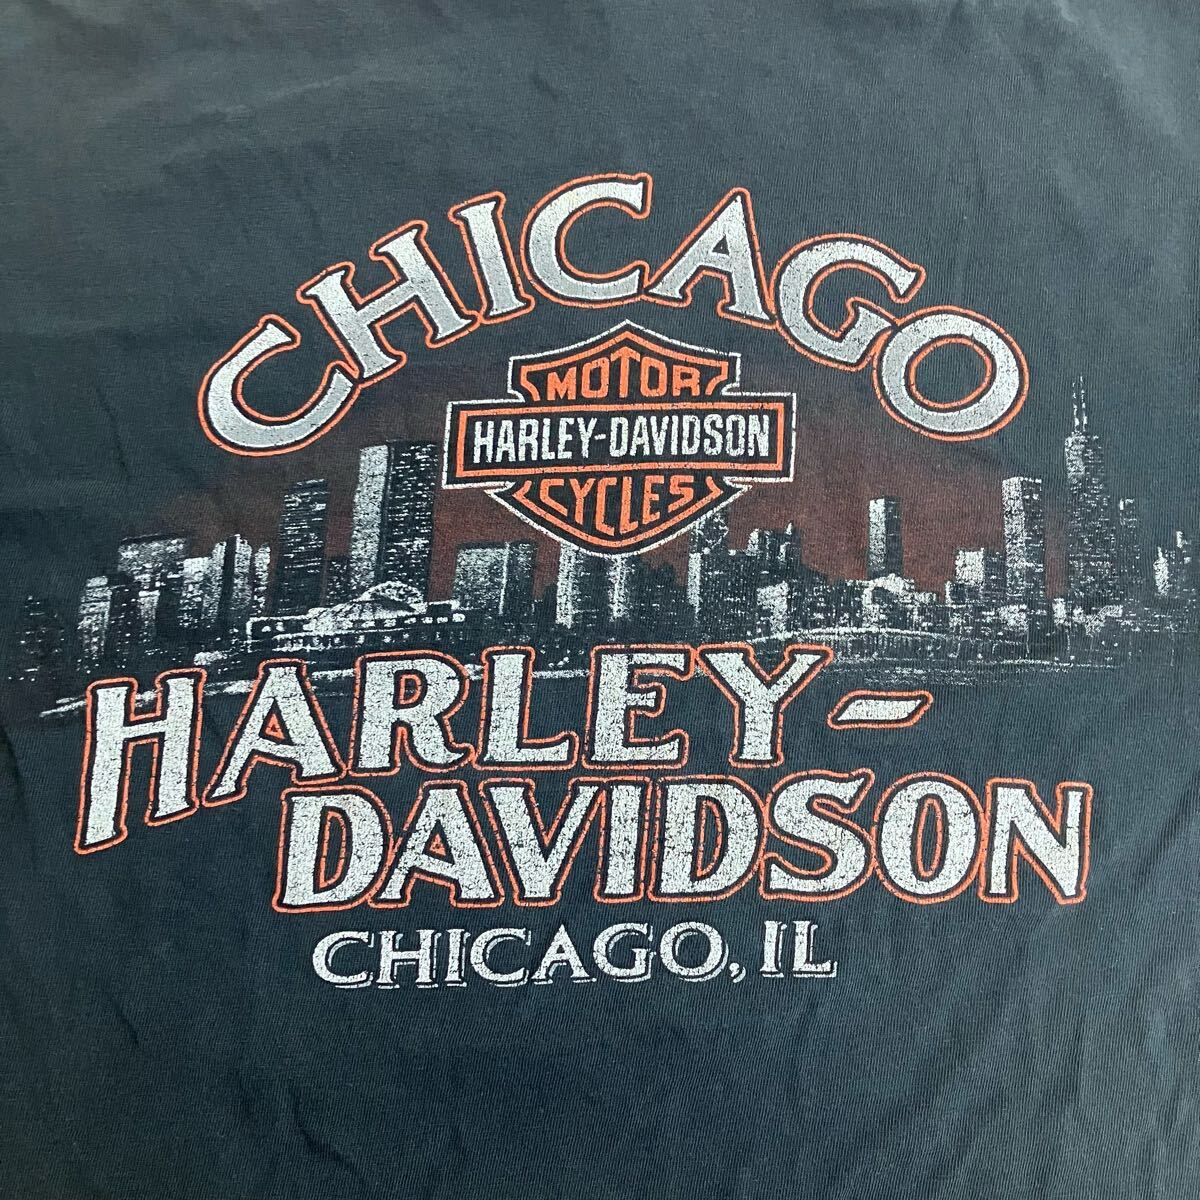 CHICAGO
MOTOR
HARLEY-DAVIDSON
CYCLES
HARLEY-
DAVIDSON
CHICAGO, IL